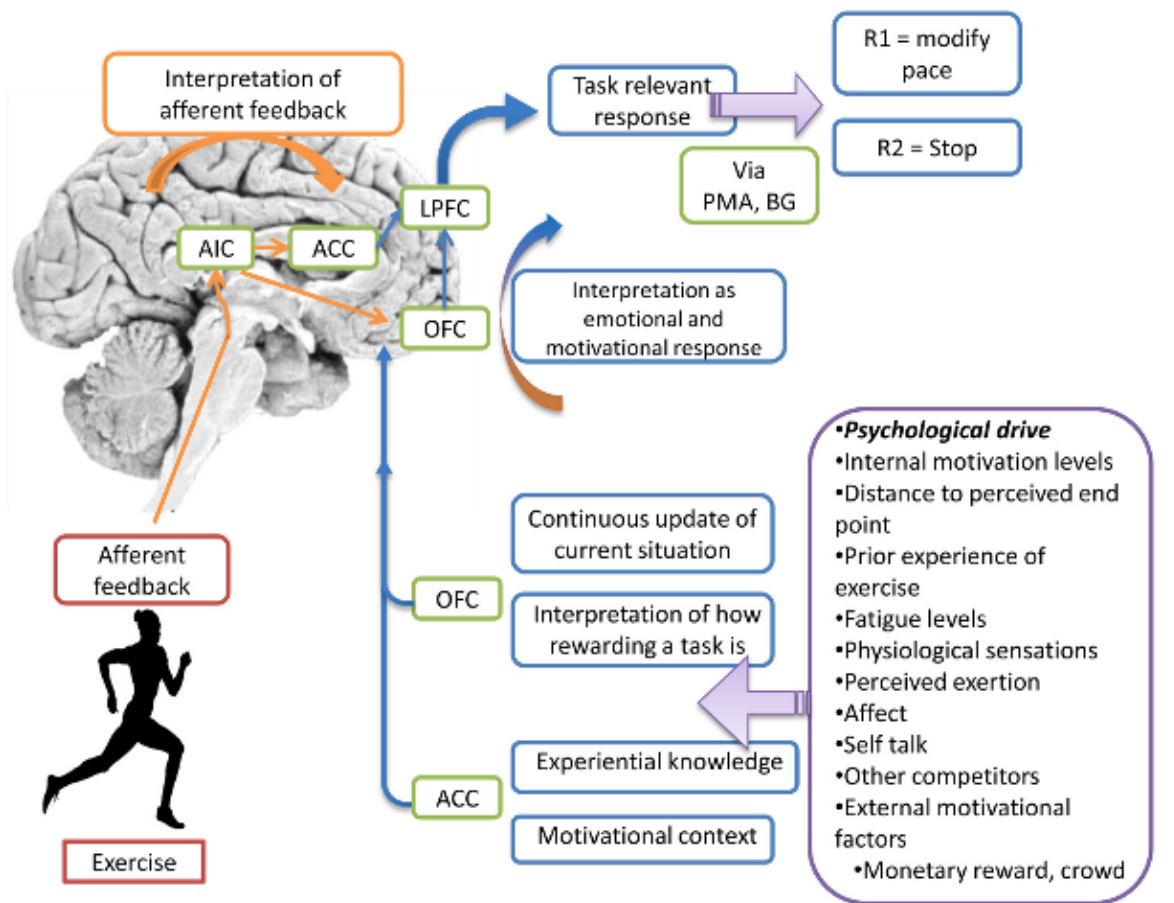 Interpretation of
afferent feedback
Task relevant
response
R1 = modify
pace
R2 = Stop
Via
PMA, BG
LPFC
AIC
ACC
OFC
Interpretation as
emotional and
motivational response
Afferent
feedback
Exercise
Continuous update of
current situation
OFC
Interpretation of how
rewarding a task is
Experiential knowledge
ACC
Motivational context
•Psychological drive
•Internal motivation levels
•Distance to perceived end
point
•Prior experience of
exercise
•Fatigue levels
•Physiological sensations
•Perceived exertion
•Affect
•Self talk
•Other competitors
•External motivational
factors
•Monetary reward, crowd